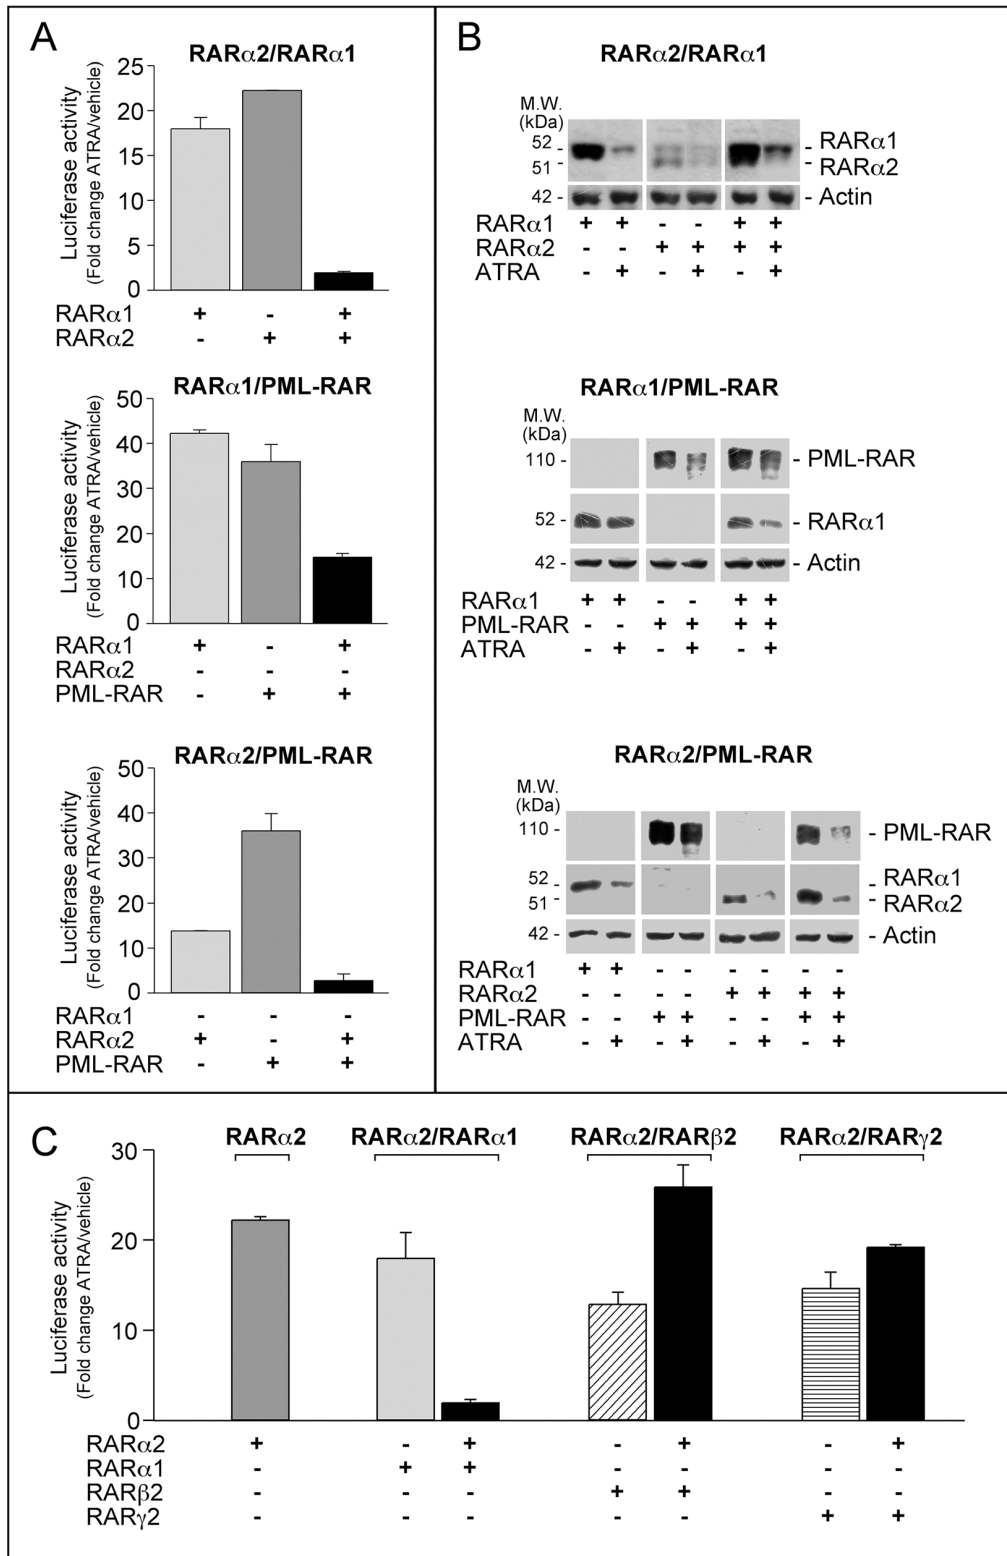 A
RARα2/RARα1
Luciferase activity
(Fold change ATRA/vehicle)
25
20
15
10
5
0
RARα1 + - +
RARα2 - + +
RARα1/PML-RAR
Luciferase activity
(Fold change ATRA/vehicle)
50
40
30
20
10
0
RARα1 + - +
RARα2 - - -
PML-RAR - + +
RARα2/PML-RAR
Luciferase activity
(Fold change ATRA/vehicle)
50
40
30
20
10
0
RARα1 - - -
RARα2 + - +
PML-RAR - + +
B
RARα2/RARα1
M.W.
(kDa)
52 - - RARα1
51 - - RARα2
42 - - Actin
RARα1 + + - - + +
RARα2 - - + + + +
ATRA - + - + - +
RARα1/PML-RAR
M.W.
(kDa)
110 - - PML-RAR
52 - - RARα1
42 - - Actin
RARα1 + + - - + +
PML-RAR - - + + + +
ATRA - + - + - +
RARα2/PML-RAR
M.W.
(kDa)
110 - - PML-RAR
52 - - RARα1
51 - - RARα2
42 - - Actin
RARα1 + + - - - - - -
RARα2 - - - - + + + +
PML-RAR - - + + - - + +
ATRA - + - + - + - +
C
RARα2 RARα2/RARα1 RARα2/RARβ2 RARα2/RARγ2
Luciferase activity
(Fold change ATRA/vehicle)
30
20
10
0
RARα2 + - + - + - +
RARα1 - + + - - - -
RARβ2 - - - + + - -
RARγ2 - - - - - + +